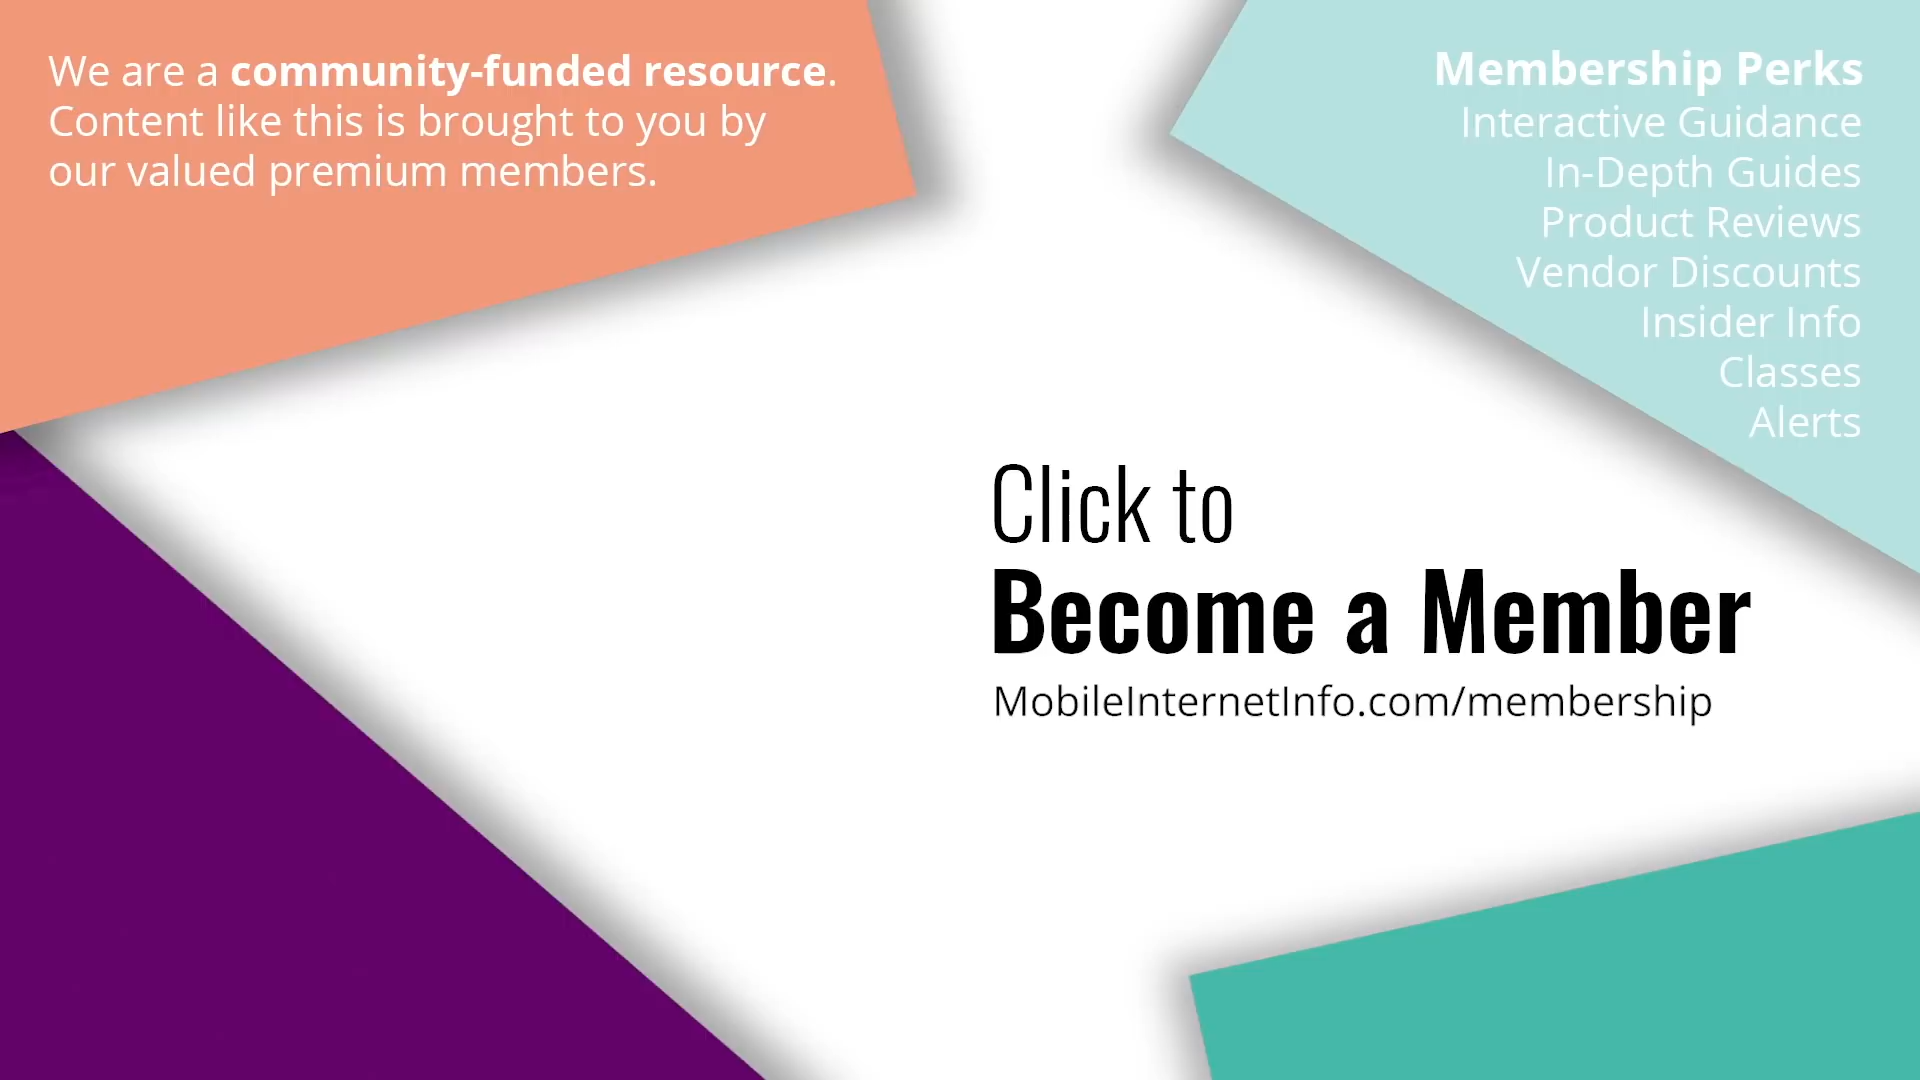 We are a community-funded resource.
Content like this is brought to you by
our valued premium members.
Membership Perks
Interactive Guidance
In-Depth Guides
Product Reviews
Vendor Discounts
Insider Info
Classes
Alerts
Click to
Become a Member
MobileInternetInfo.com/membership